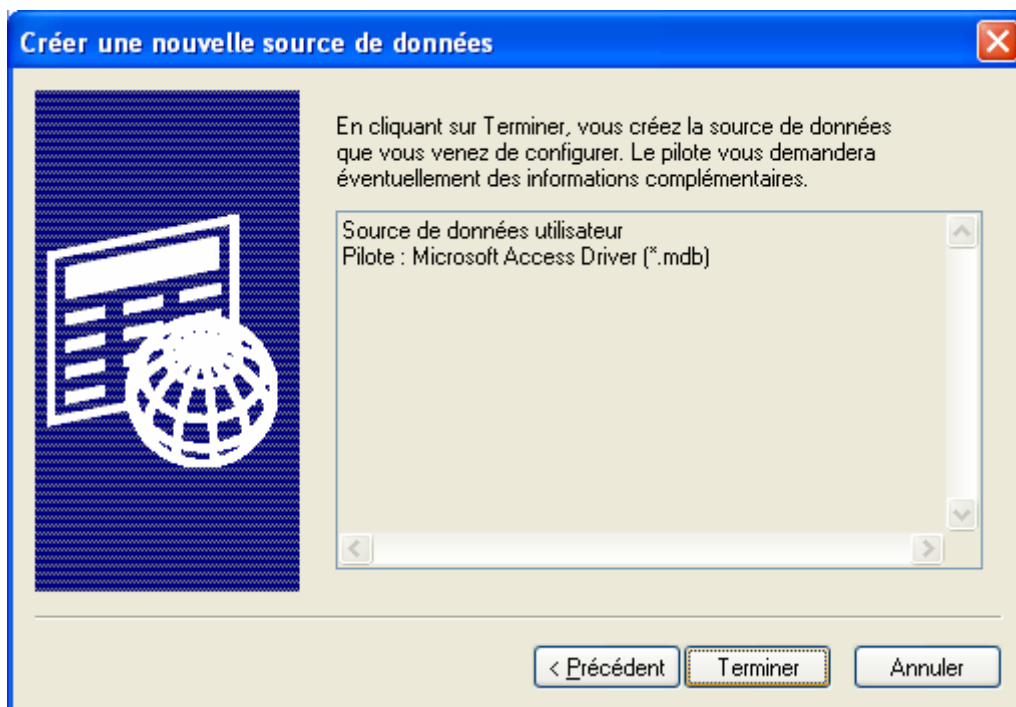 Créer une nouvelle source de données
En cliquant sur Terminer, vous créez la source de données
que vous venez de configurer. Le pilote vous demandera
éventuellement des informations complémentaires.
Source de données utilisateur
Pilote : Microsoft Access Driver (*.mdb)
< Précédent Terminer Annuler